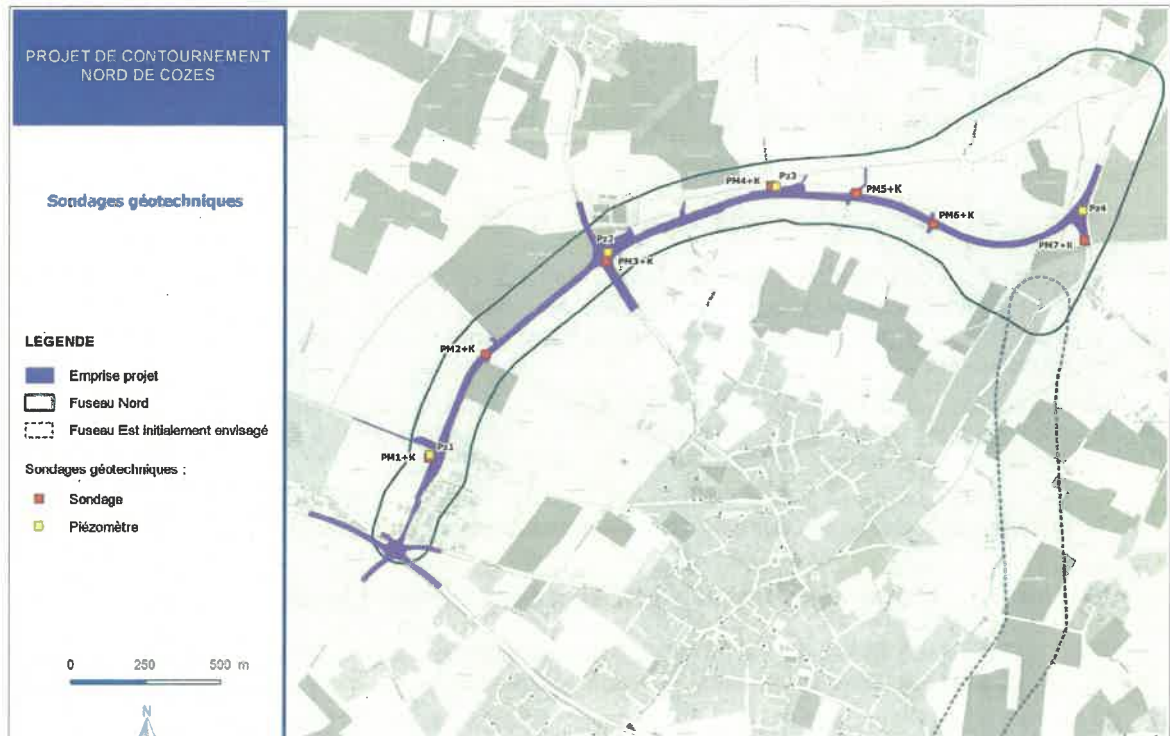 PROJET DE CONTOURNEMENT
NORD DE COZES
Sondages géotechniques
LÉGENDE
Emprise projet
Fuseau Nord
Fuseau Est initialement envisagé
Sondages géotechniques :
Sondage
Piézomètre
0 250 500 m
N
PM4+K
Pz3
PM5+K
PM6+K
Pz4
PM7+K
Pz2
PM3+K
PM2+K
PM1+K
Pz1